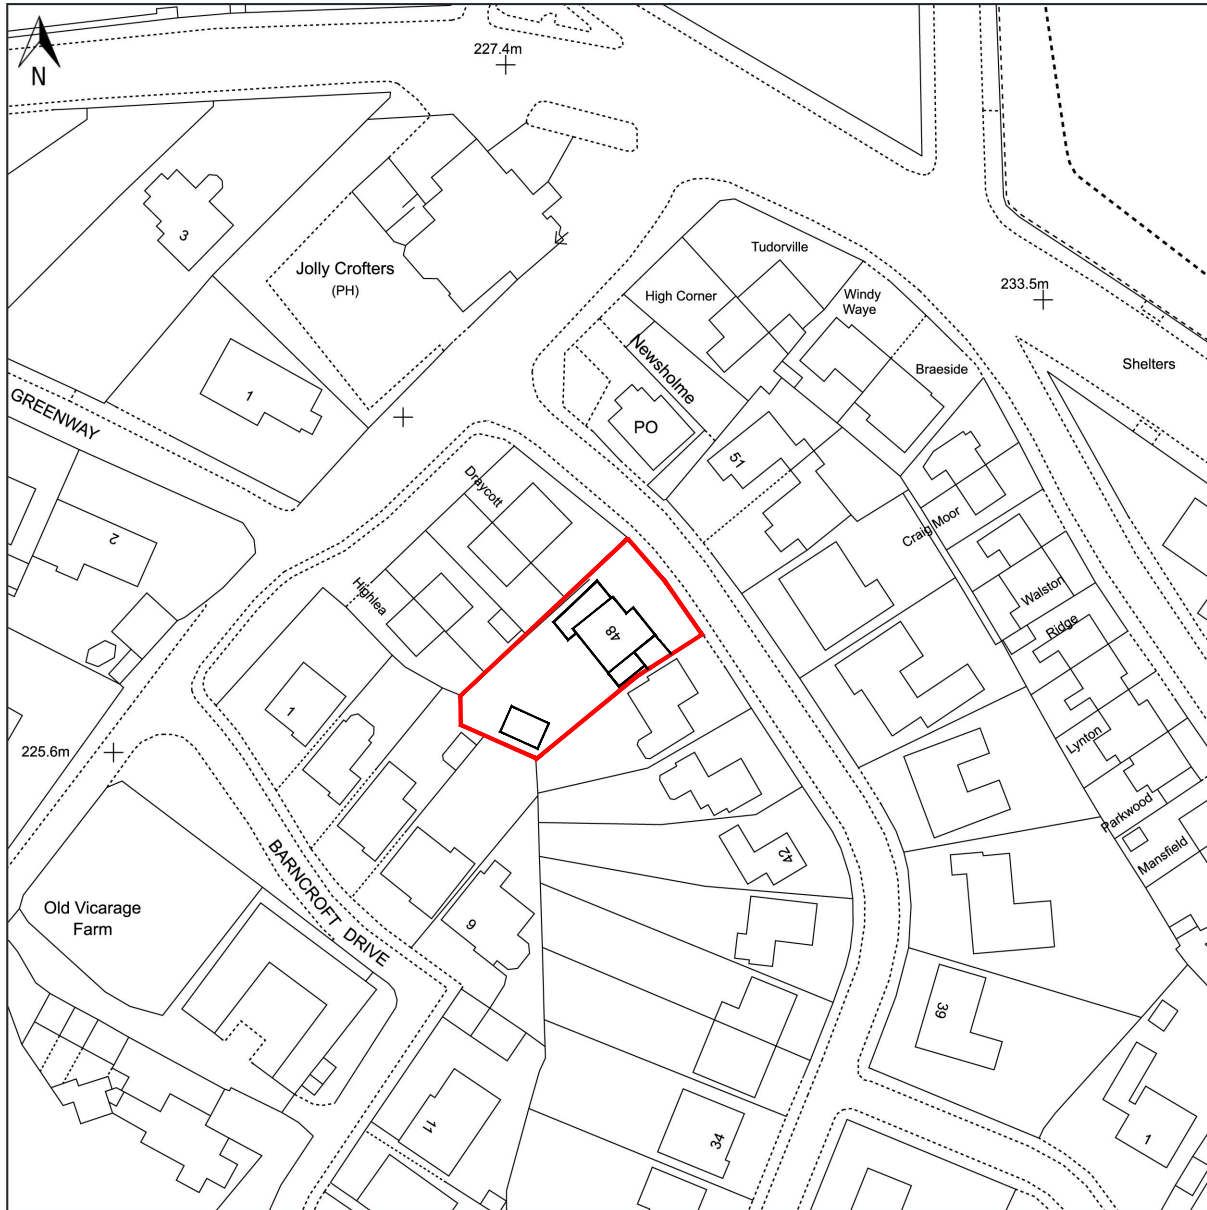 227.4m
N
Tudorville
3
Jolly Crofters
(PH)
High Corner
Windy
Waye
233.5m
Newsholme
Braeside
Shelters
1
GREENWAY
PO
51
Draycott
Craig Moor
2
Highlea
Walston
48
Ridge
1
225.6m
Lynton
Parkwood
Mansfield
42
BARNCROFT DRIVE
Old Vicarage
Farm
9
39
11
34
1